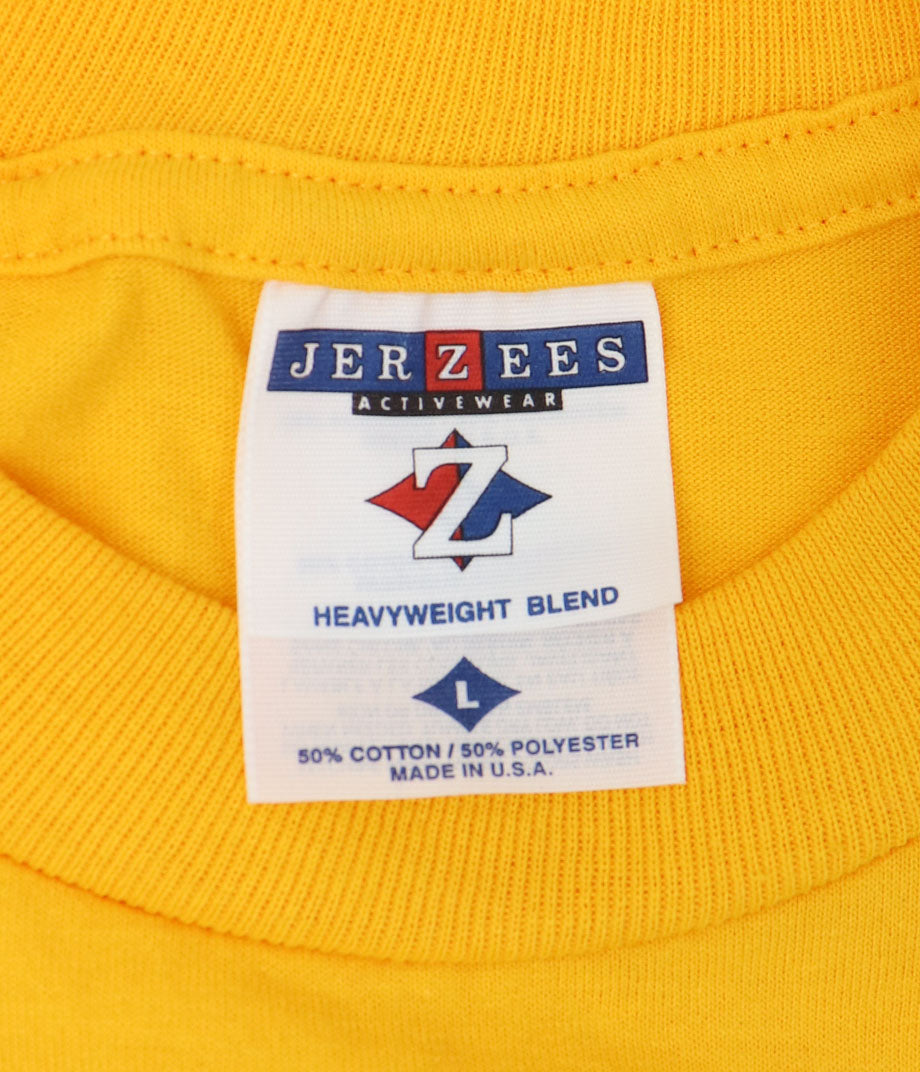 JERZEES
ACTIVEWEAR
Z
HEAVYWEIGHT BLEND
L
50% COTTON / 50% POLYESTER
MADE IN U.S.A.